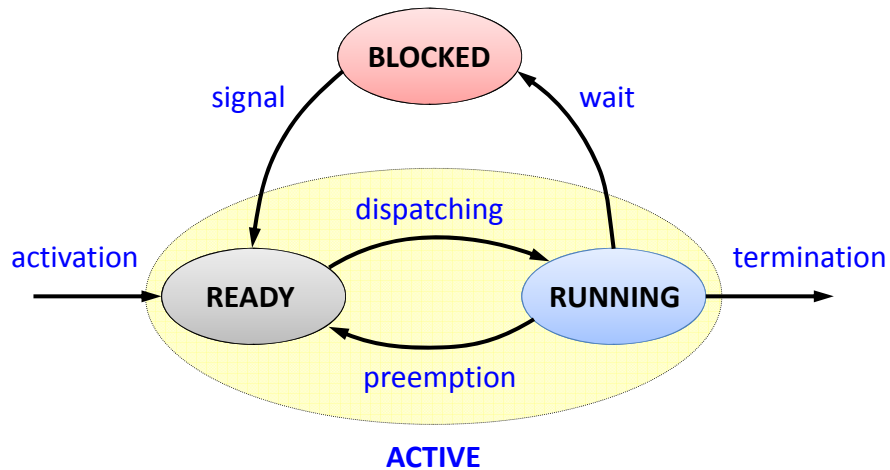 BLOCKED
signal
wait
dispatching
activation
termination
READY
RUNNING
preemption
ACTIVE